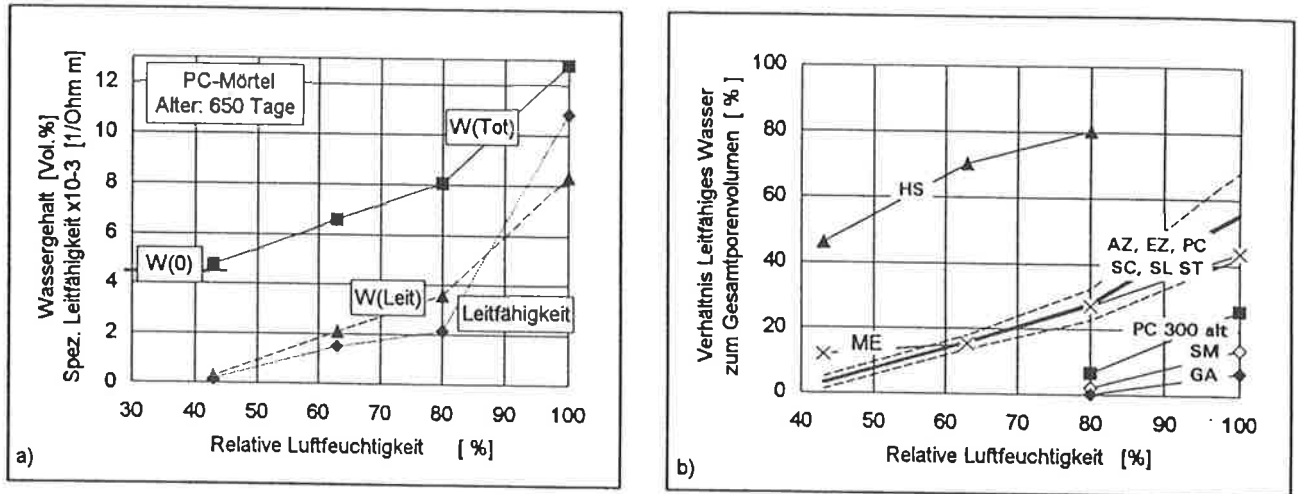 12
10
8
6
4
2
0
30
40
50
60
70
80
90
100
Wassergehalt [Vol.%]
Spez. Leitfähigkeit x10-3 [1/Ohm m]
PC-Mörtel
Alter: 650 Tage
W(Tot)
W(0)
W(Leit)
Leitfähigkeit
Relative Luftfeuchtigkeit [ %]
a)
100
80
60
40
20
0
40
50
60
70
80
90
100
Verhältnis Leitfähiges Wasser
zum Gesamtporenvolumen [ % ]
HS
AZ, EZ, PC
SC, SL ST
ME
PC 300 alt
SM
GA
Relative Luftfeuchtigkeit [%]
b)